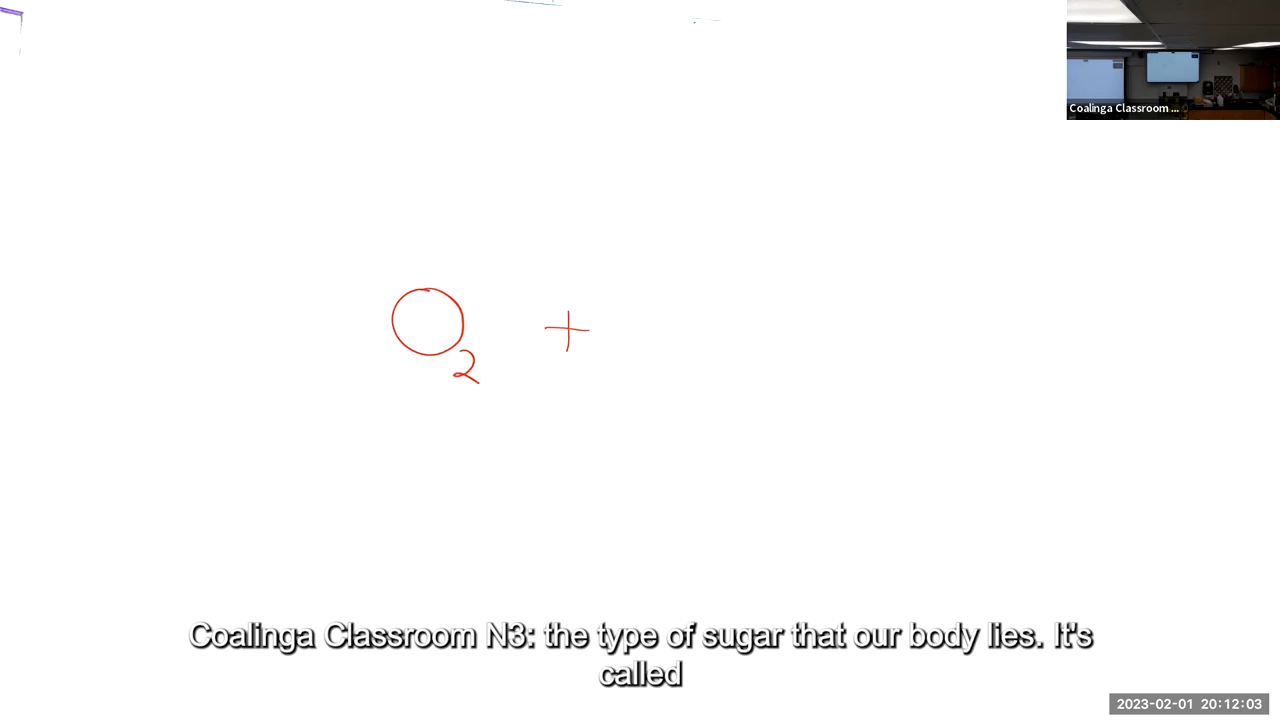 Coalinga Classroom ...
O2 +
Coalinga Classroom N3: the type of sugar that our body lies. It's
called
2023-02-01 20:12:03